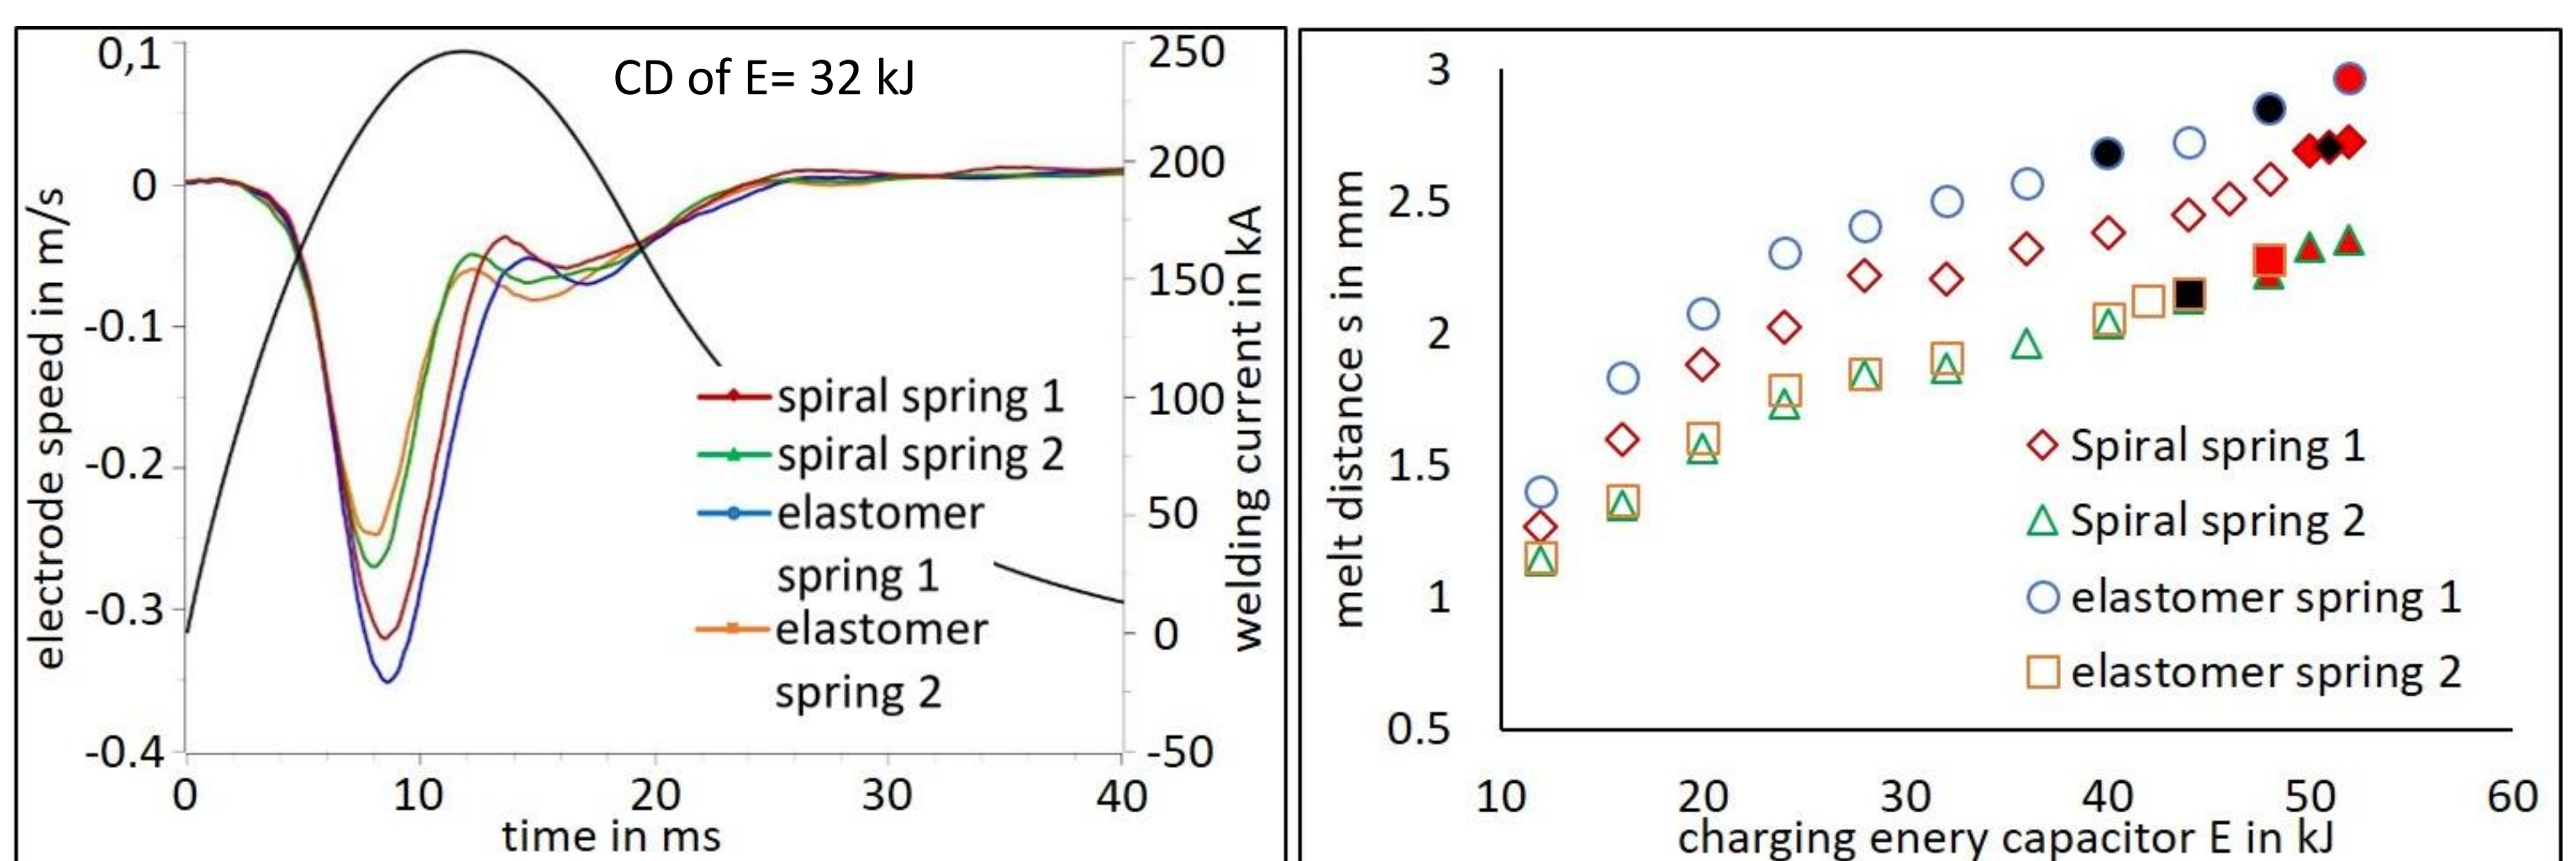 0,1
0
-0.1
-0.2
-0.3
-0.4
electrode speed in m/s
CD of E= 32 kJ
250
200
150
100
50
0
-50
welding current in kA
spiral spring 1
spiral spring 2
elastomer
spring 1
elastomer
spring 2
0 10 20 30 40
time in ms
3
2.5
2
1.5
1
0.5
melt distance s in mm
Spiral spring 1
Spiral spring 2
elastomer spring 1
elastomer spring 2
10 20 30 40 50 60
charging enery capacitor E in kJ